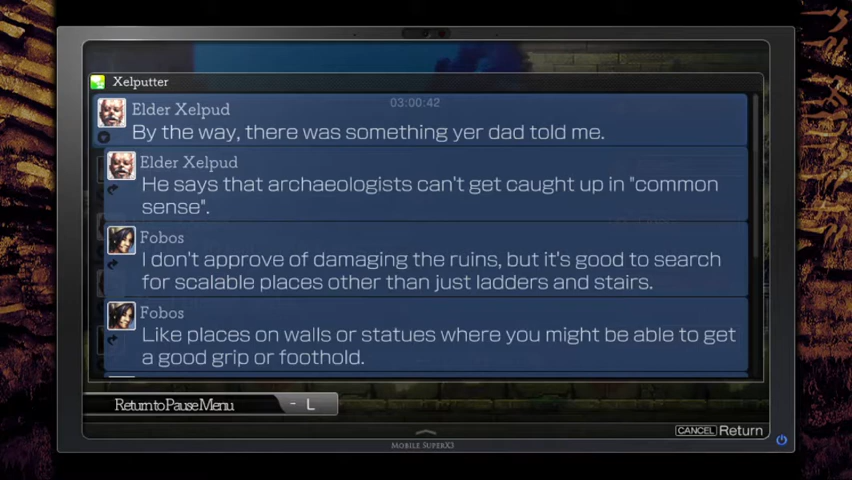 Xelputter
03:00:42
Elder Xelpud
By the way, there was something yer dad told me.
Elder Xelpud
He says that archaeologists can't get caught up in "common
sense".
Fobos
I don't approve of damaging the ruins, but it's good to search
for scalable places other than just ladders and stairs.
Fobos
Like places on walls or statues where you might be able to get
a good grip or foothold.
Return to Pause Menu - L
CANCEL Return
MOBILE SUPERX3